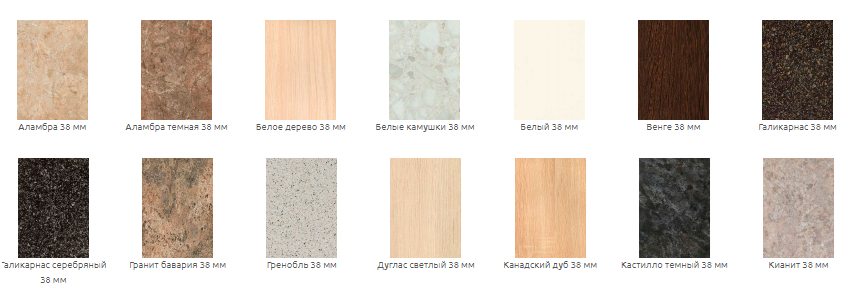 Аламбра 38 мм
Аламбра темная 38 мм
Белое дерево 38 мм
Белые камушки 38 мм
Белый 38 мм
Венге 38 мм
Галикарнас 38 мм
Галикарнас серебряный
38 мм
Гранит бавария 38 мм
Гренобль 38 мм
Дуглас светлый 38 мм
Канадский дуб 38 мм
Кастилло темный 38 мм
Кианит 38 мм